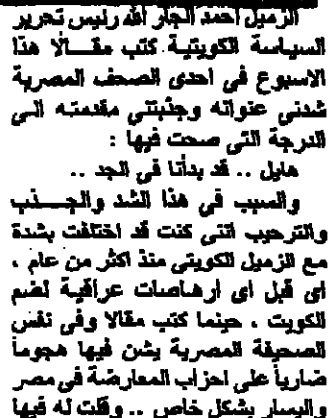 الزميل احمد الجار الله رئيس تحرير
السياسة الكويتية كتب مقالا هذا
الاسبوع في احدى الصحف المصرية
شدنى عنوانه وجذبتني مقدمته الى
الدرجة التى صحت فيها :
هايل .. قد بدأنا في الجد ..
والسبب في هذا الشد والجذب
والترحيب اننى كنت قد اختلفت بشدة
مع الزميل الكويتى منذ اكثر من عام ،
اى قبل اى ارهاصات عراقية لضم
الكويت ، حينما كتب مقالا وفى نفس
الصحيفة المصرية يشن فيها هجوما
ضاريا على احزاب المعارضة في مصر
واليسار بشكل خاص .. وقلت له فيها